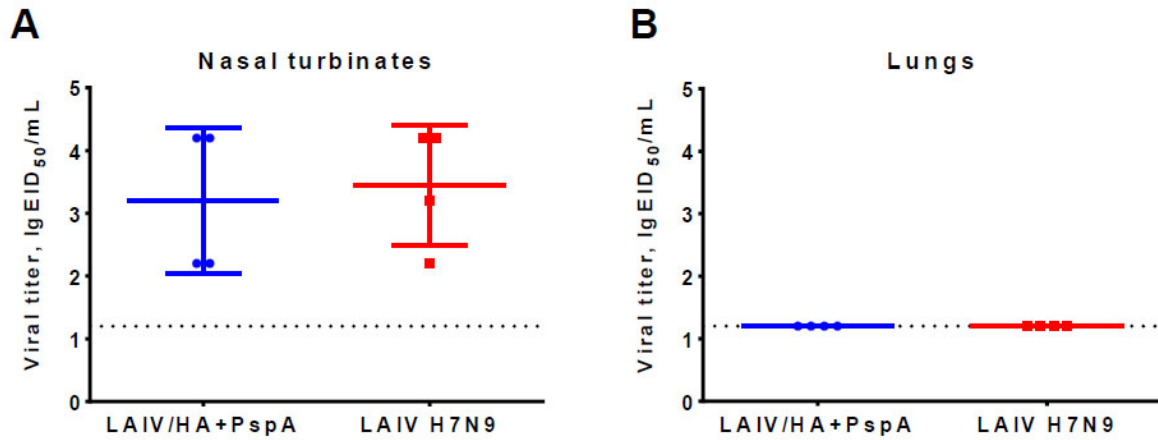 A
Nasal turbinates
Viral titer, lgEID50/mL
5
4
3
2
1
0
LAIV/HA+PspA
LAIV H7N9
B
Lungs
Viral titer, lgEID50/mL
5
4
3
2
1
0
LAIV/HA+PspA
LAIV H7N9